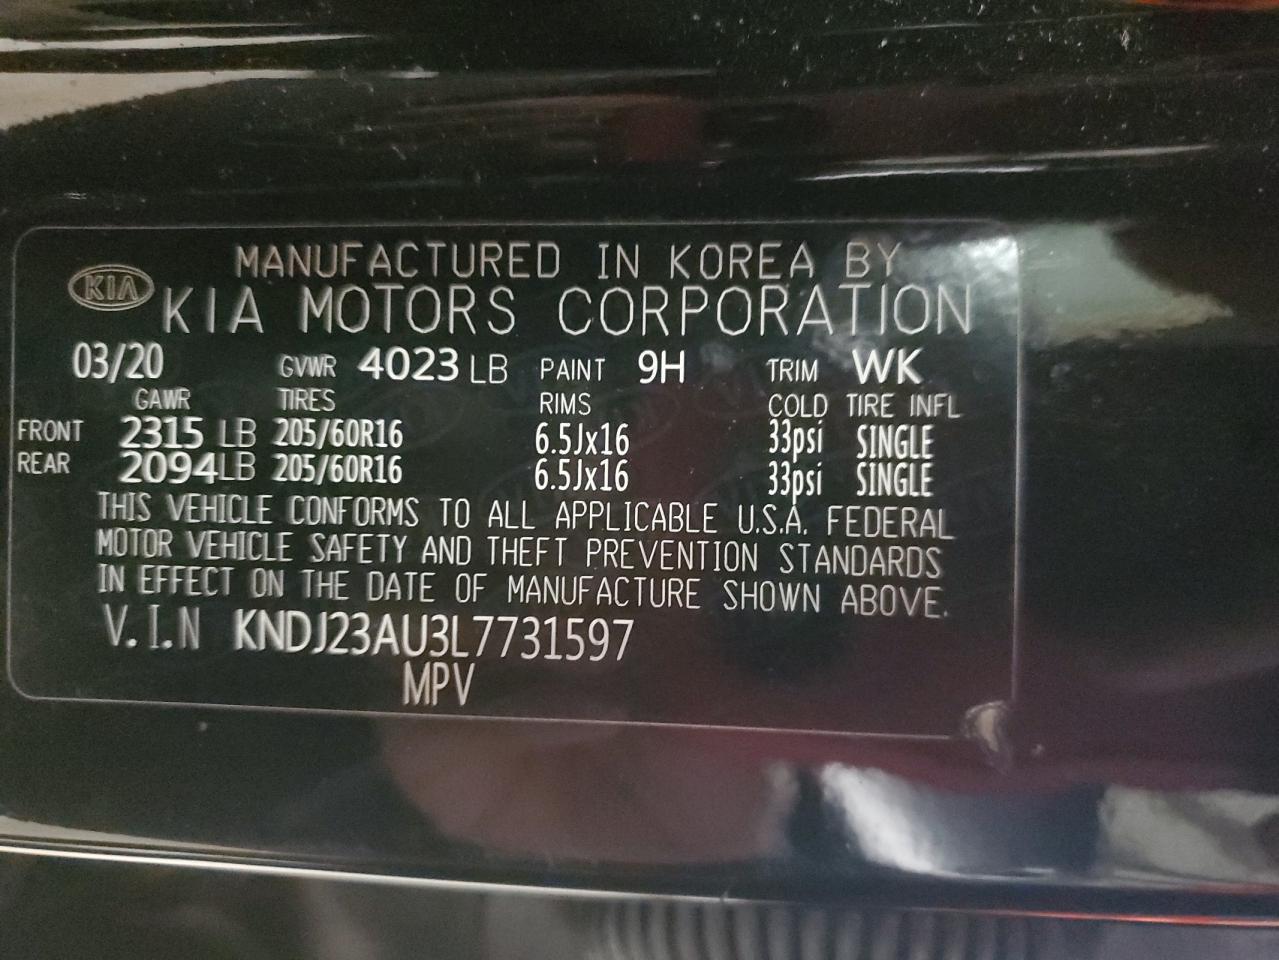 MANUFACTURED IN KOREA BY
KIA KIA MOTORS CORPORATION
03/20 GVWR 4023 LB PAINT 9H TRIM WK
GAWR TIRES RIMS COLD TIRE INFL
FRONT 2315 LB 205/60R16 6.5Jx16 33psi SINGLE
REAR 2094LB 205/60R16 6.5Jx16 33psi SINGLE
THIS VEHICLE CONFORMS TO ALL APPLICABLE U.S.A. FEDERAL
MOTOR VEHICLE SAFETY AND THEFT PREVENTION STANDARDS
IN EFFECT ON THE DATE OF MANUFACTURE SHOWN ABOVE.
V.I.N KNDJ23AU3L7731597
MPV